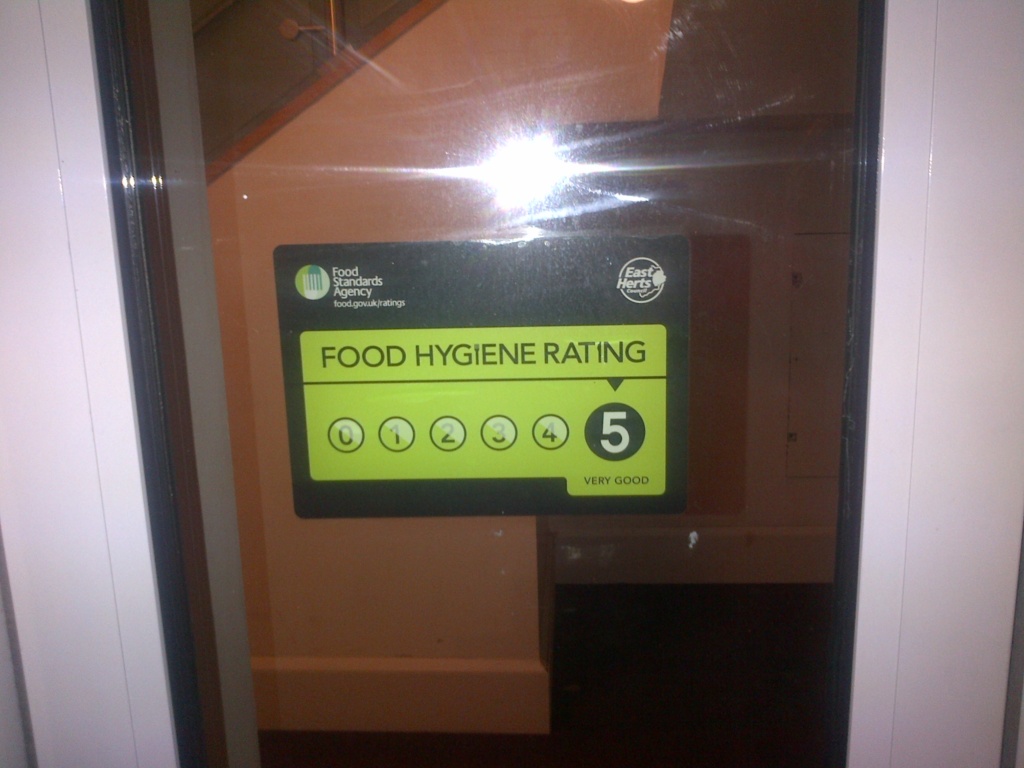 Food
Standards
Agency
food.gov.uk/ratings
East
Herts
Council
FOOD HYGIENE RATING
0 1 2 3 4 5
VERY GOOD